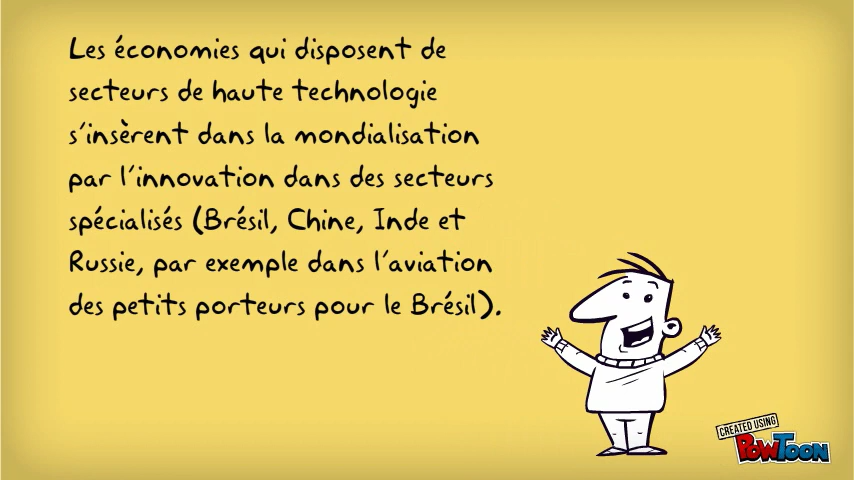 Les économies qui disposent de
secteurs de haute technologie
s'insèrent dans la mondialisation
par l'innovation dans des secteurs
spécialisés (Brésil, Chine, Inde et
Russie, par exemple dans l'aviation
des petits porteurs pour le Brésil).
CREATED USING
POWTOON